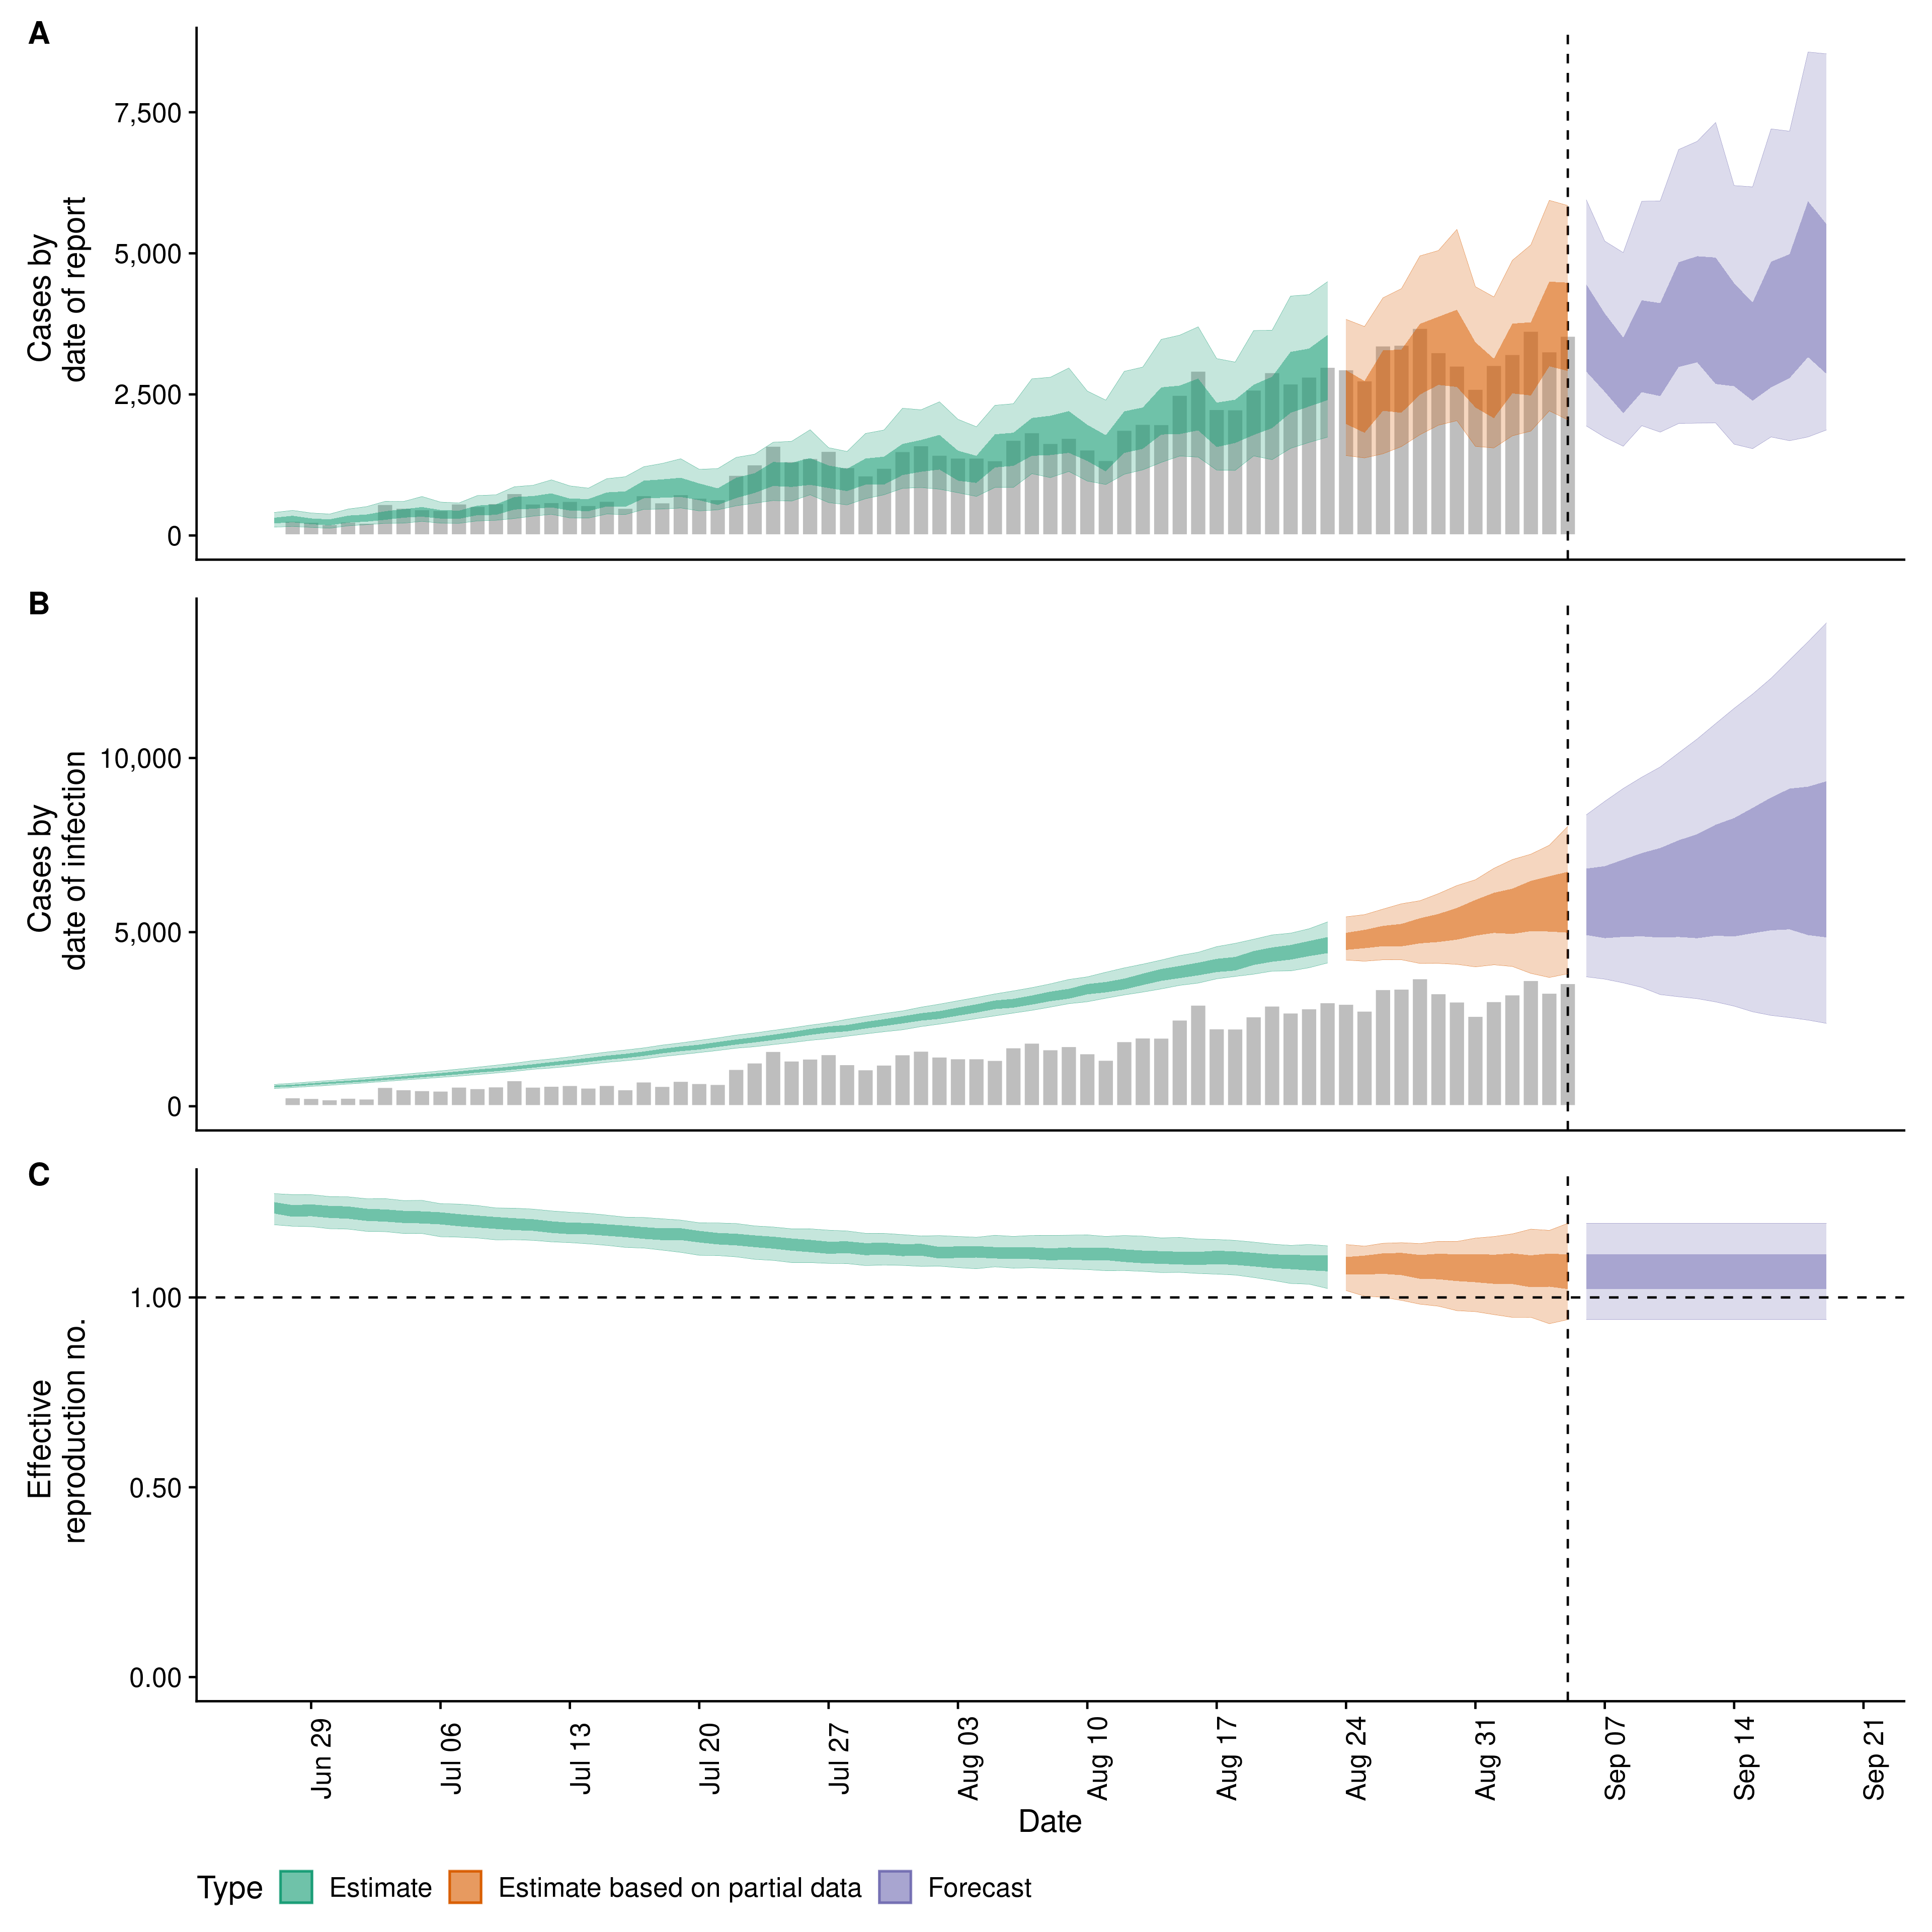 A
Cases by
date of report
7,500
5,000
2,500
0
B
Cases by
date of infection
10,000
5,000
0
C
Effective
reproduction no.
1.00
0.50
0.00
Jun 29
Jul 06
Jul 13
Jul 20
Jul 27
Aug 03
Aug 10
Aug 17
Aug 24
Aug 31
Sep 07
Sep 14
Sep 21
Date
Type Estimate Estimate based on partial data Forecast